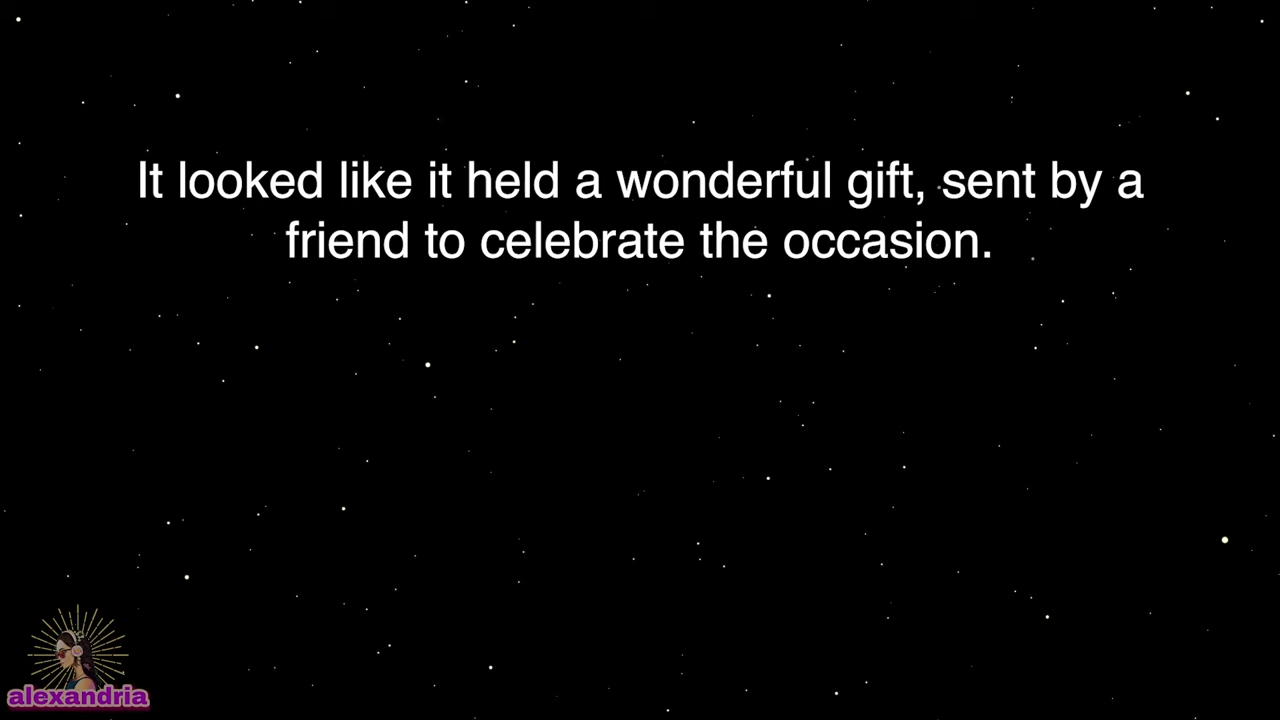 It looked like it held a wonderful gift, sent by a
friend to celebrate the occasion.
alexandria